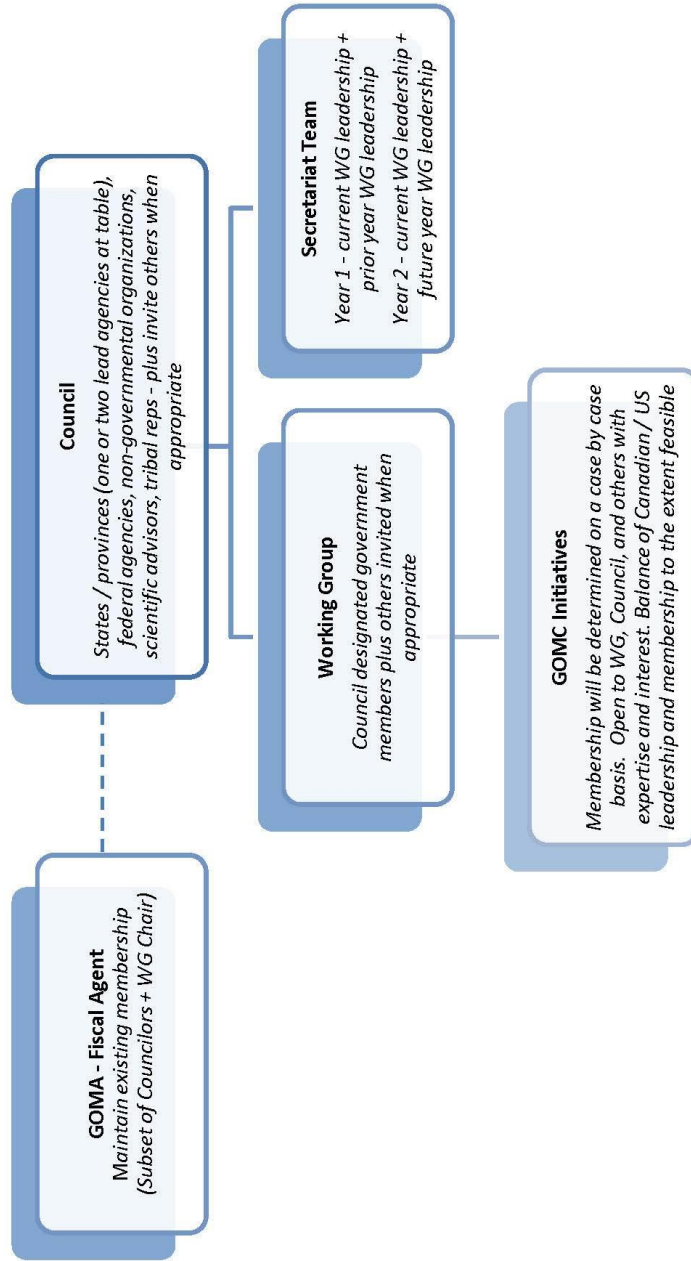 GOMA - Fiscal Agent
Maintain existing membership
(Subset of Councilors + WG Chair)
Council
States / provinces (one or two lead agencies at table),
federal agencies, non-governmental organizations,
scientific advisors, tribal reps - plus invite others when
appropriate
Working Group
Council designated government
members plus others invited when
appropriate
Secretariat Team
Year 1 - current WG leadership +
prior year WG leadership
Year 2 - current WG leadership +
future year WG leadership
GOMC Initiatives
Membership will be determined on a case by case
basis. Open to WG, Council, and others with
expertise and interest. Balance of Canadian / US
leadership and membership to the extent feasible